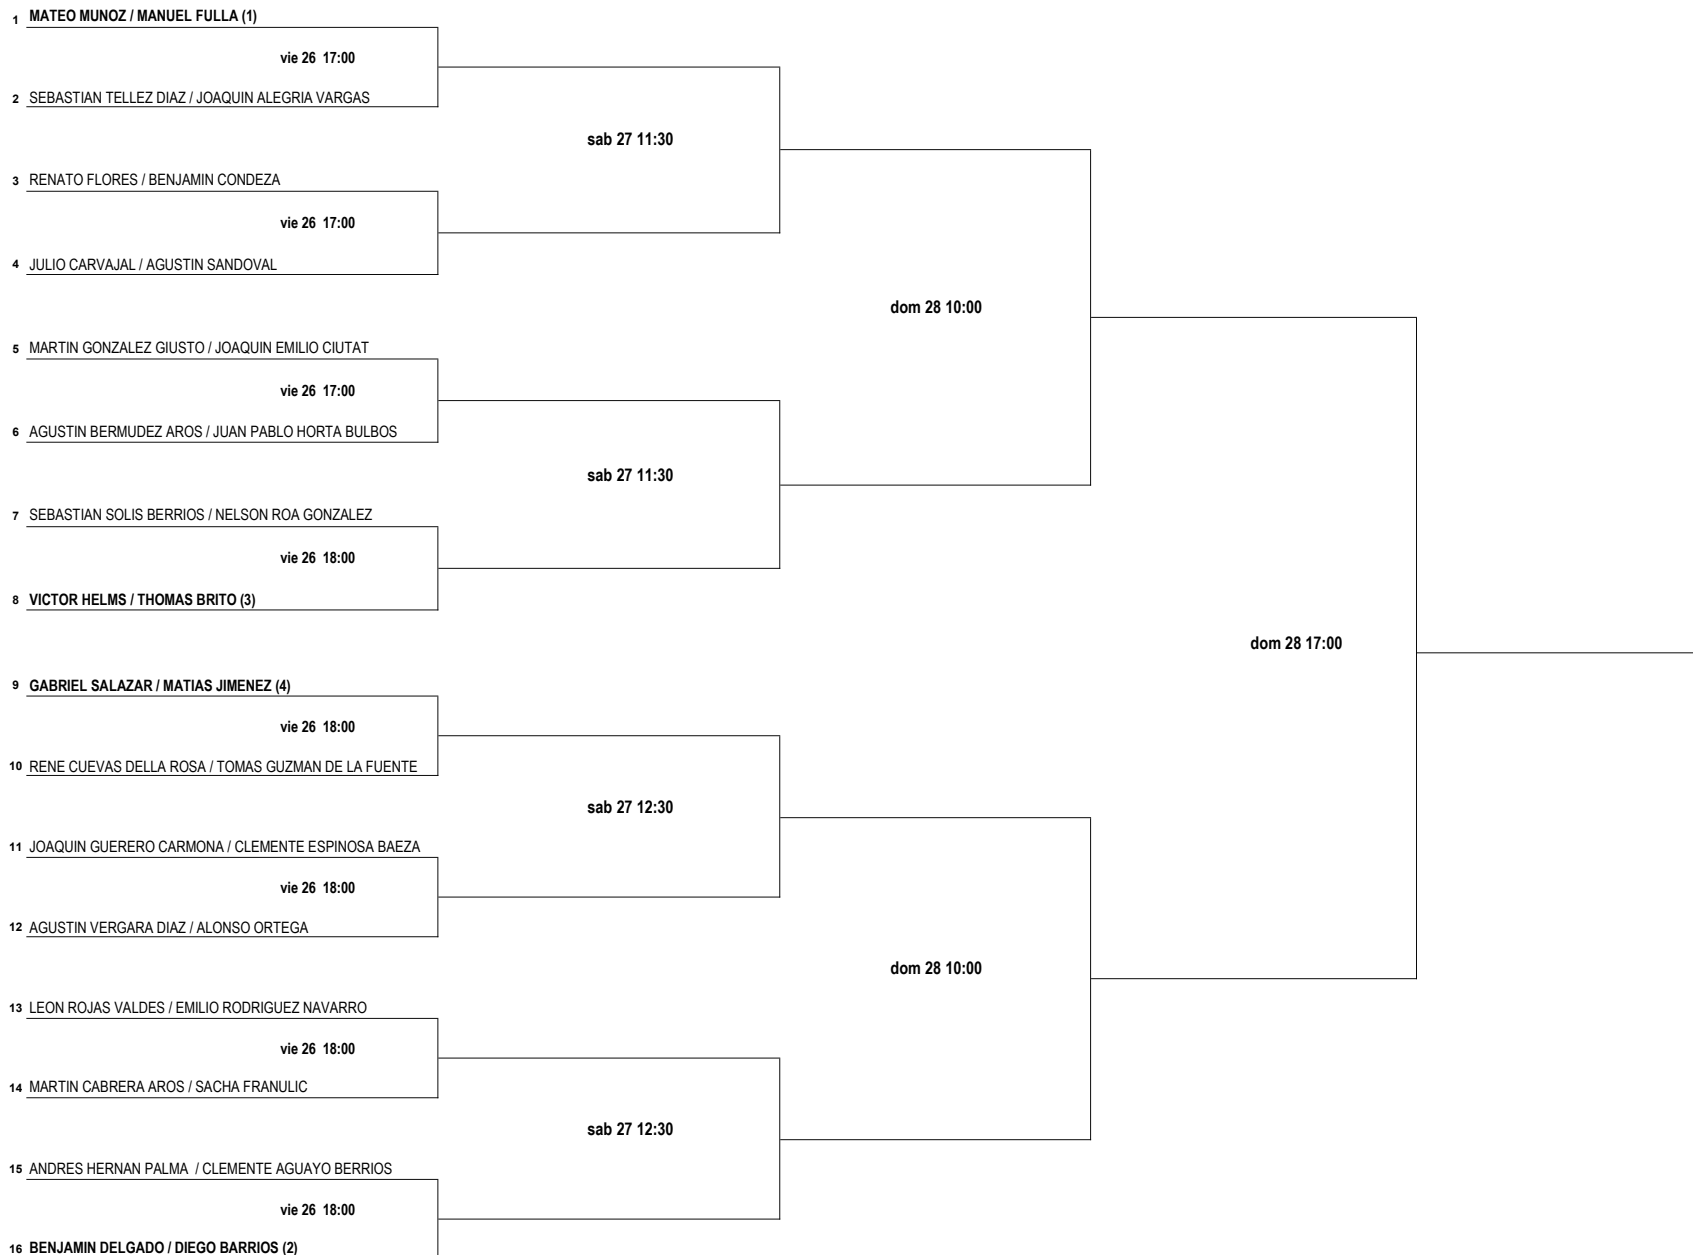 1 MATEO MUNOZ / MANUEL FULLA (1)
vie 26 17:00
2 SEBASTIAN TELLEZ DIAZ / JOAQUIN ALEGRIA VARGAS
sab 27 11:30
3 RENATO FLORES / BENJAMIN CONDEZA
vie 26 17:00
4 JULIO CARVAJAL / AGUSTIN SANDOVAL
dom 28 10:00
5 MARTIN GONZALEZ GIUSTO / JOAQUIN EMILIO CIUTAT
vie 26 17:00
6 AGUSTIN BERMUDEZ AROS / JUAN PABLO HORTA BULBOS
sab 27 11:30
7 SEBASTIAN SOLIS BERRIOS / NELSON ROA GONZALEZ
vie 26 18:00
8 VICTOR HELMS / THOMAS BRITO (3)
dom 28 17:00
9 GABRIEL SALAZAR / MATIAS JIMENEZ (4)
vie 26 18:00
10 RENE CUEVAS DELLA ROSA / TOMAS GUZMAN DE LA FUENTE
sab 27 12:30
11 JOAQUIN GUERERO CARMONA / CLEMENTE ESPINOSA BAEZA
vie 26 18:00
12 AGUSTIN VERGARA DIAZ / ALONSO ORTEGA
dom 28 10:00
13 LEON ROJAS VALDES / EMILIO RODRIGUEZ NAVARRO
vie 26 18:00
14 MARTIN CABRERA AROS / SACHA FRANULIC
sab 27 12:30
15 ANDRES HERNAN PALMA / CLEMENTE AGUAYO BERRIOS
vie 26 18:00
16 BENJAMIN DELGADO / DIEGO BARRIOS (2)